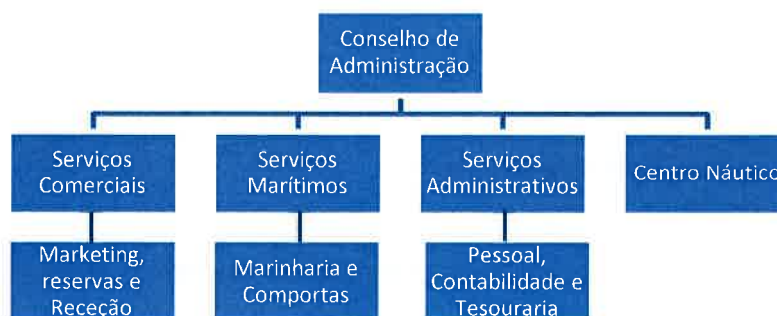 Conselho de
Administração
Serviços
Comerciais
Serviços
Marítimos
Serviços
Administrativos
Centro Náutico
Marketing,
reservas e
Receção
Marinharia e
Comportas
Pessoal,
Contabilidade e
Tesouraria